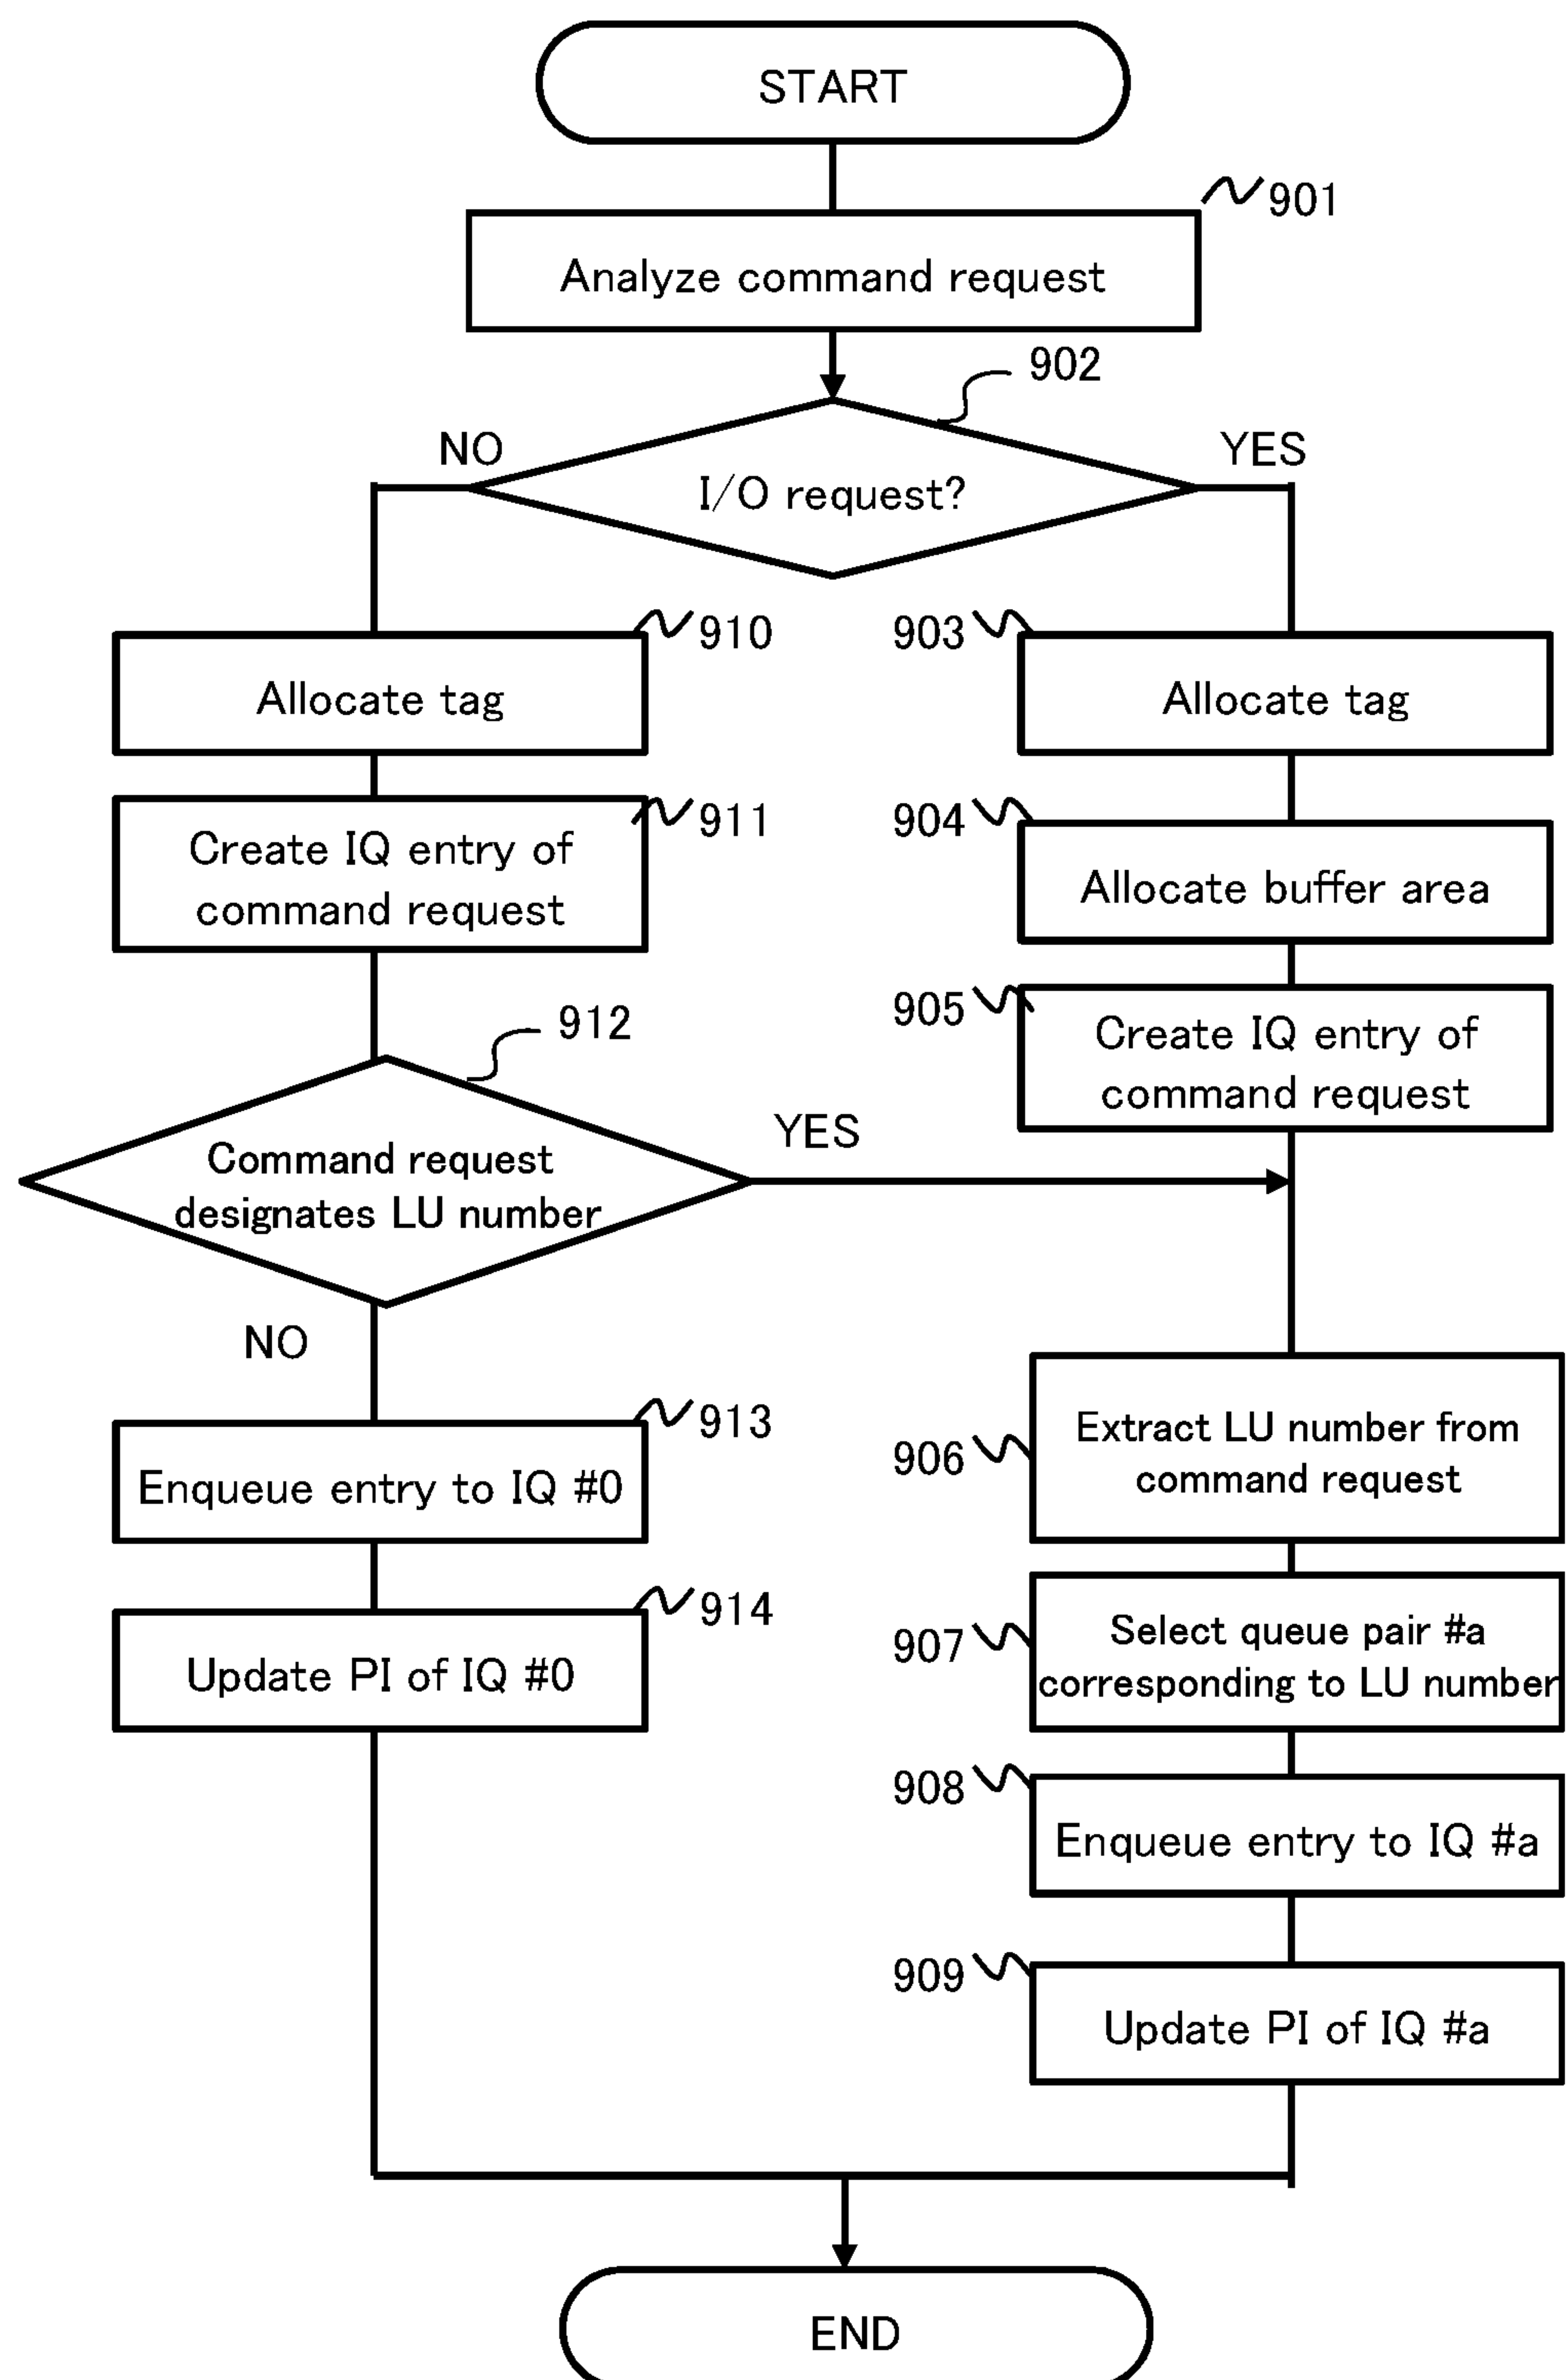 START
901
Analyze command request
902
NO
YES
I/O request?
910
903
Allocate tag
Allocate tag
911
904
Create IQ entry of
command request
Allocate buffer area
905
Create IQ entry of
command request
912
YES
Command request
designates LU number
NO
913
Enqueue entry to IQ #0
906
Extract LU number from
command request
914
Update PI of IQ #0
907
Select queue pair #a
corresponding to LU number
908
Enqueue entry to IQ #a
909
Update PI of IQ #a
END